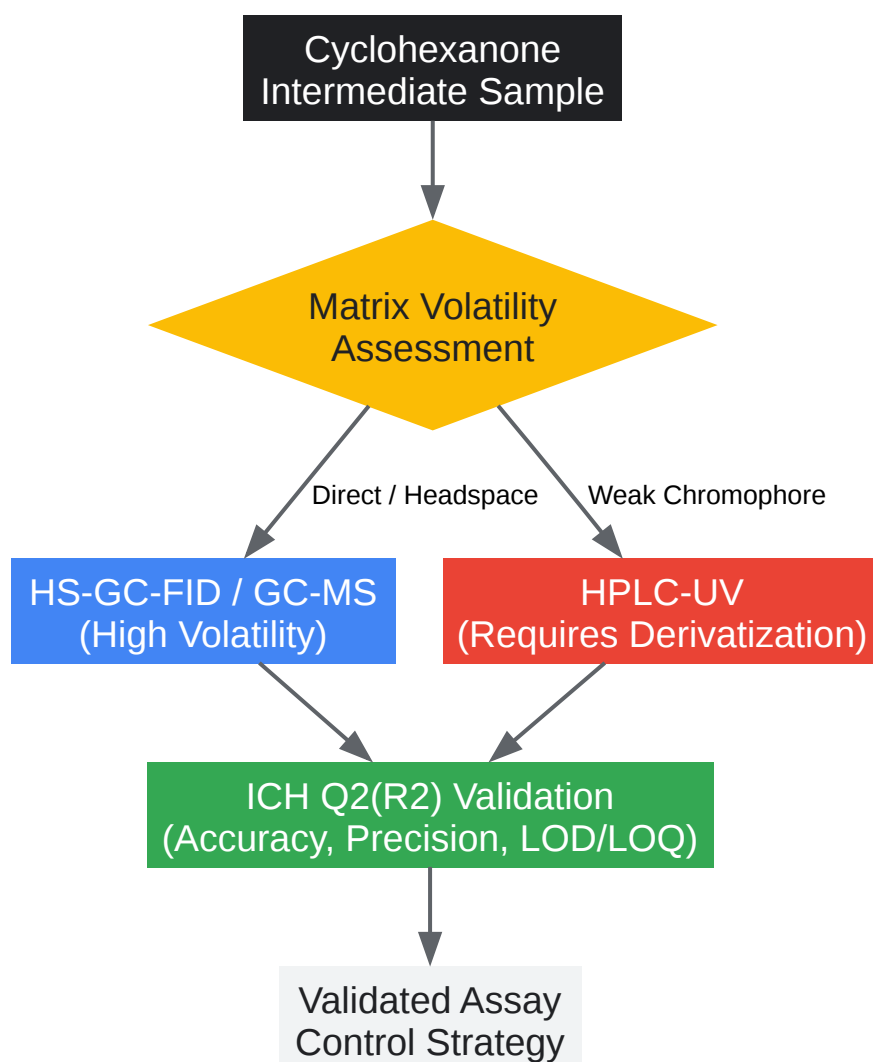 Cyclohexanone
Intermediate Sample
Matrix Volatility
Assessment
Direct / Headspace
Weak Chromophore
HS-GC-FID / GC-MS
(High Volatility)
HPLC-UV
(Requires Derivatization)
ICH Q2(R2) Validation
(Accuracy, Precision, LOD/LOQ)
Validated Assay
Control Strategy